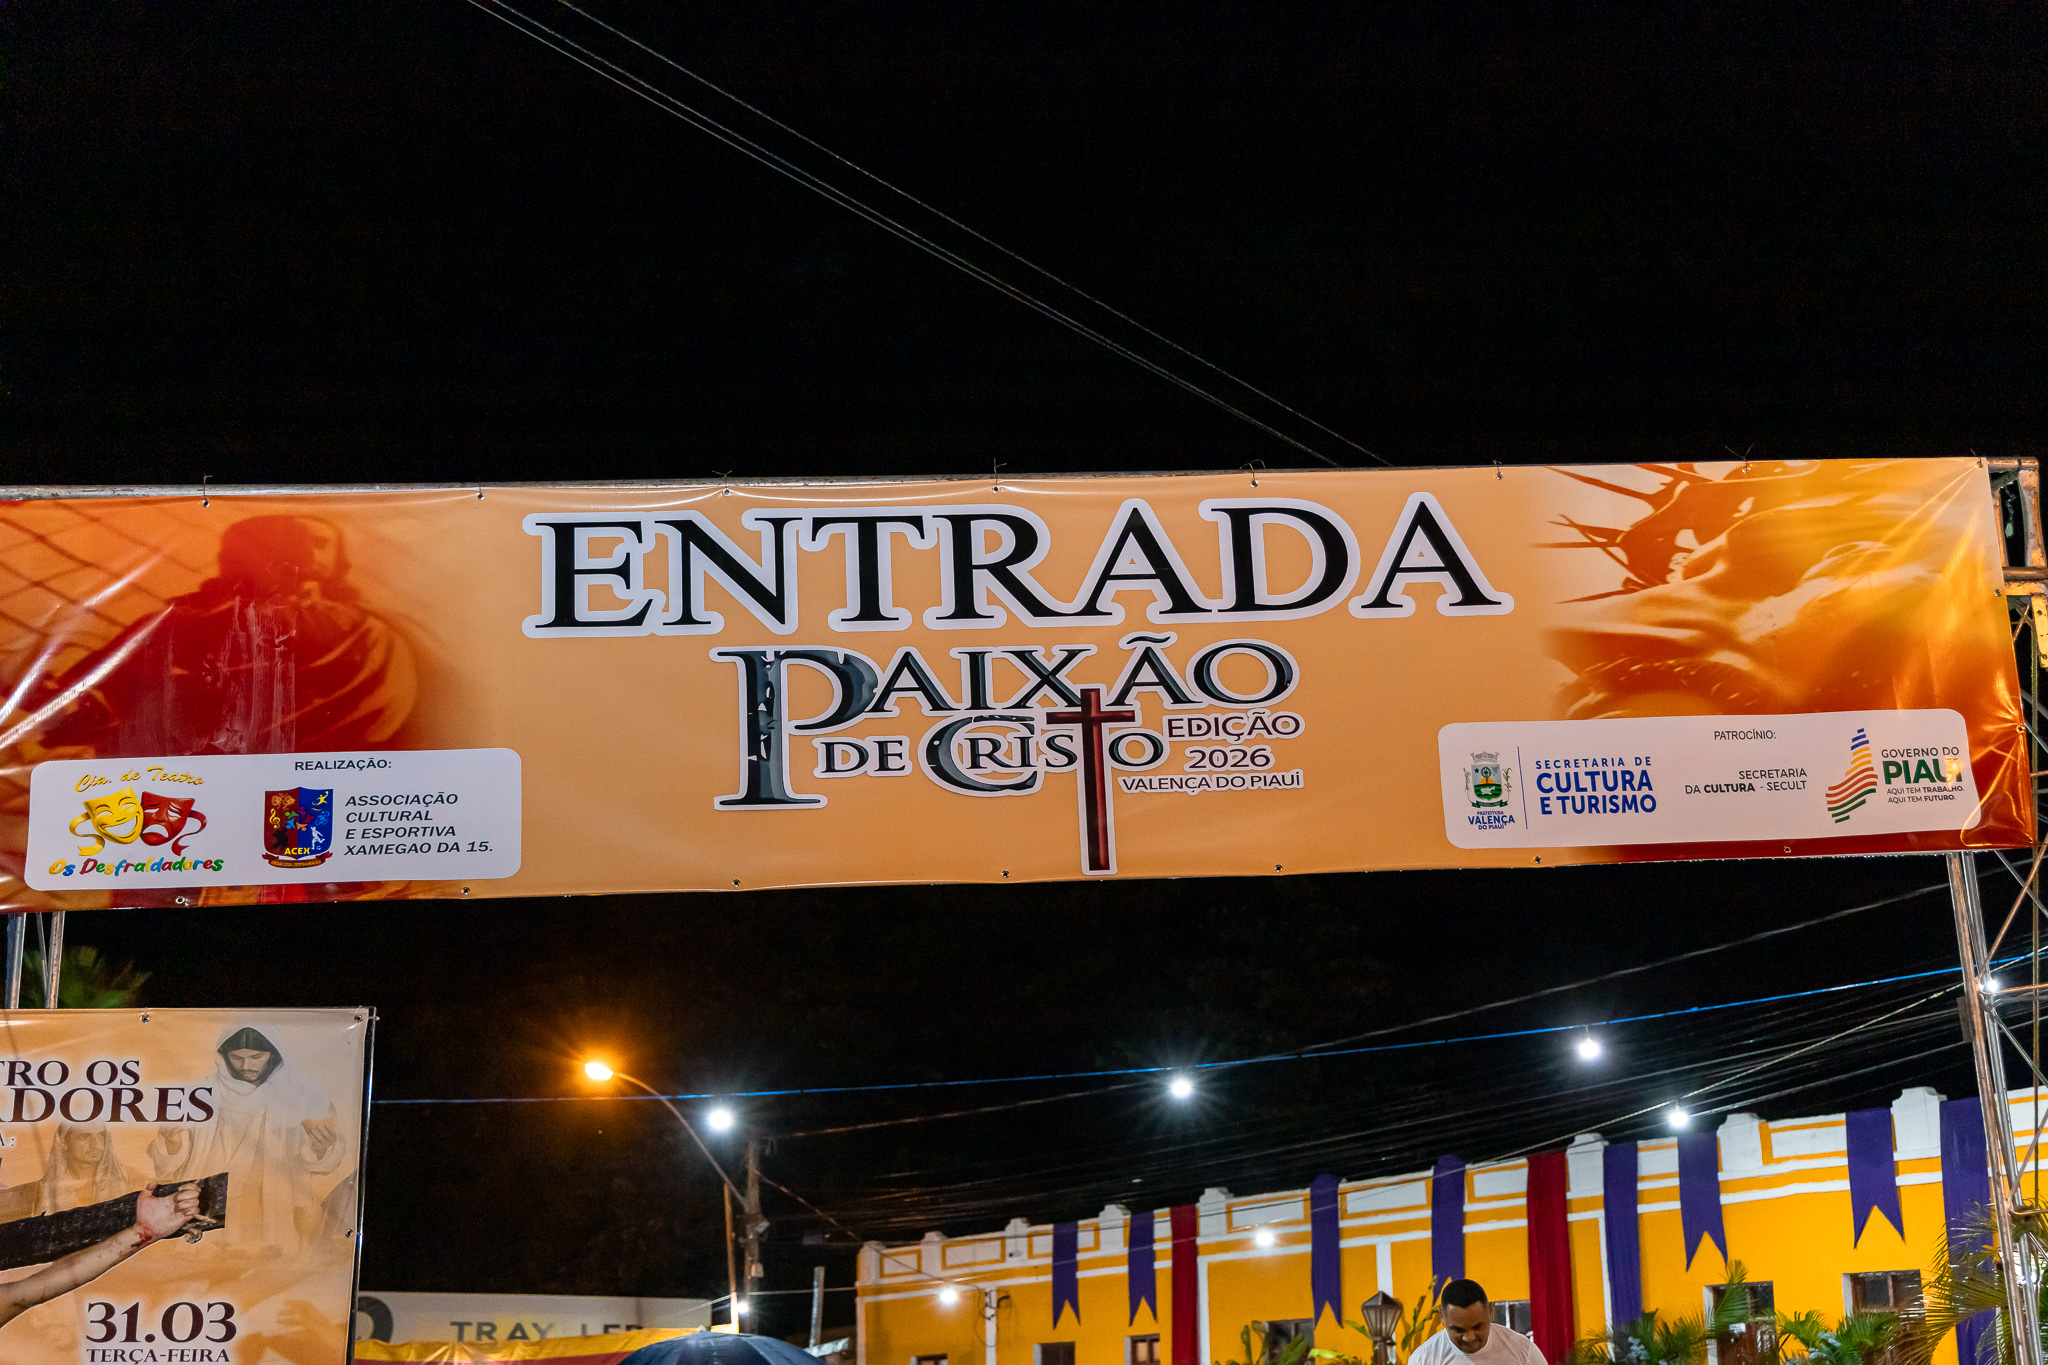 ENTRADA
PAIXÃO
DE CRISTO
EDIÇÃO
2026
VALENÇA DO PIAUÍ
REALIZAÇÃO:
Cia. de Teatro
Os Desfraldadores
ACEX
ASSOCIAÇÃO
CULTURAL
E ESPORTIVA
XAMEGAO DA 15.
PREFEITURA
VALENÇA
DO PIAUÍ
SECRETARIA DE
CULTURA
E TURISMO
PATROCÍNIO:
SECRETARIA
DA CULTURA - SECULT
GOVERNO DO
PIAUÍ
AQUI TEM TRABALHO.
AQUI TEM FUTURO.
TRO OS
ADORES
A:
31.03
TERÇA-FEIRA